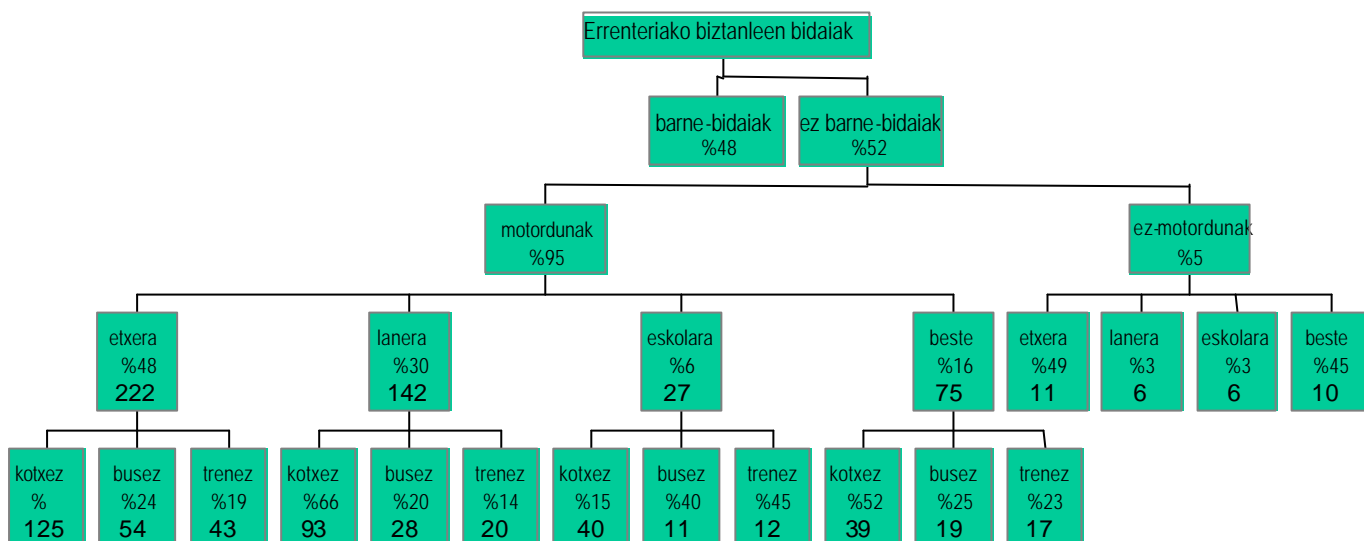 Errenteriako biztanleen bidaiak
barne-bidaiak
%48
ez barne-bidaiak
%52
motordunak
%95
ez-motordunak
%5
etxera
%48
222
lanera
%30
142
eskolara
%6
27
beste
%16
75
etxera
%49
11
lanera
%3
6
eskolara
%3
6
beste
%45
10
kotxez
%
125
busez
%24
54
trenez
%19
43
kotxez
%66
93
busez
%20
28
trenez
%14
20
kotxez
%15
40
busez
%40
11
trenez
%45
12
kotxez
%52
39
busez
%25
19
trenez
%23
17